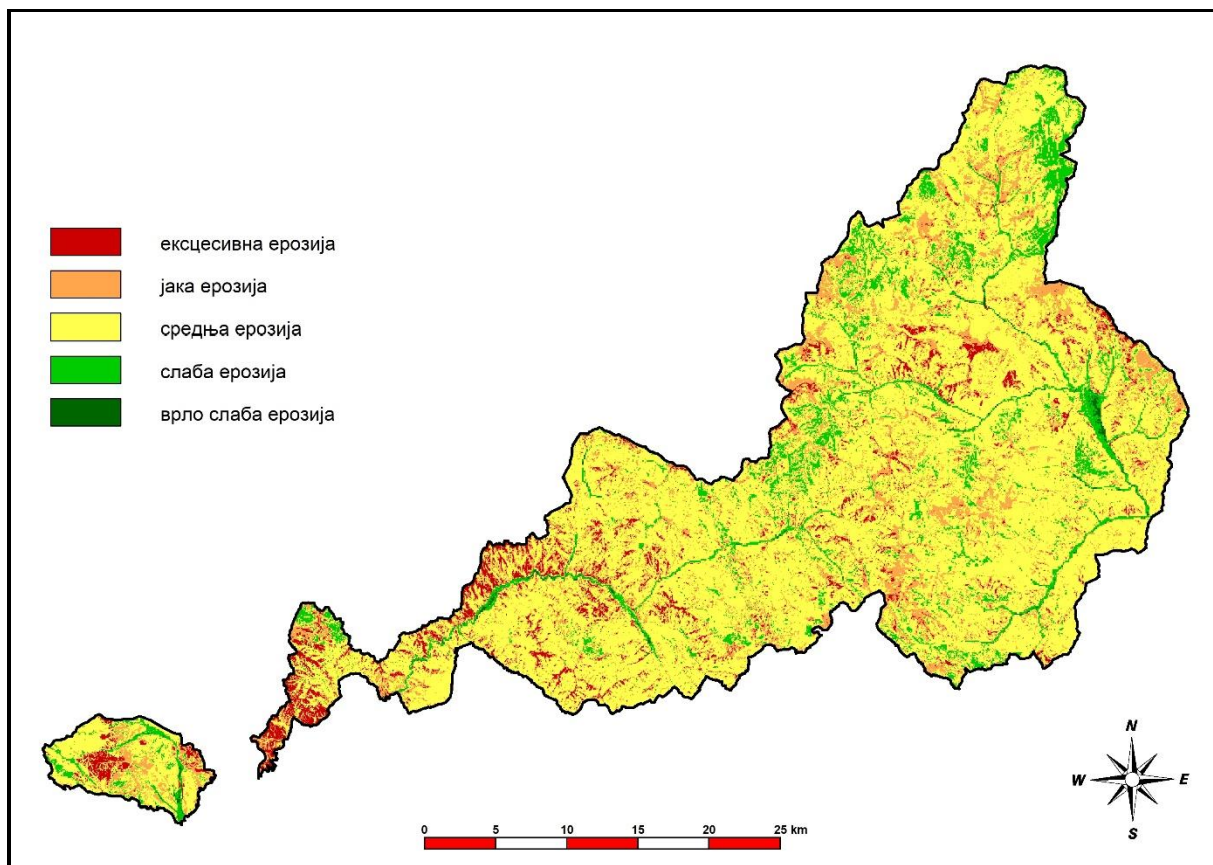 ексцесивна ерозија
јака ерозија
средња ерозија
слаба ерозија
врло слаба ерозија
N
W E
S
0 5 10 15 20 25 km